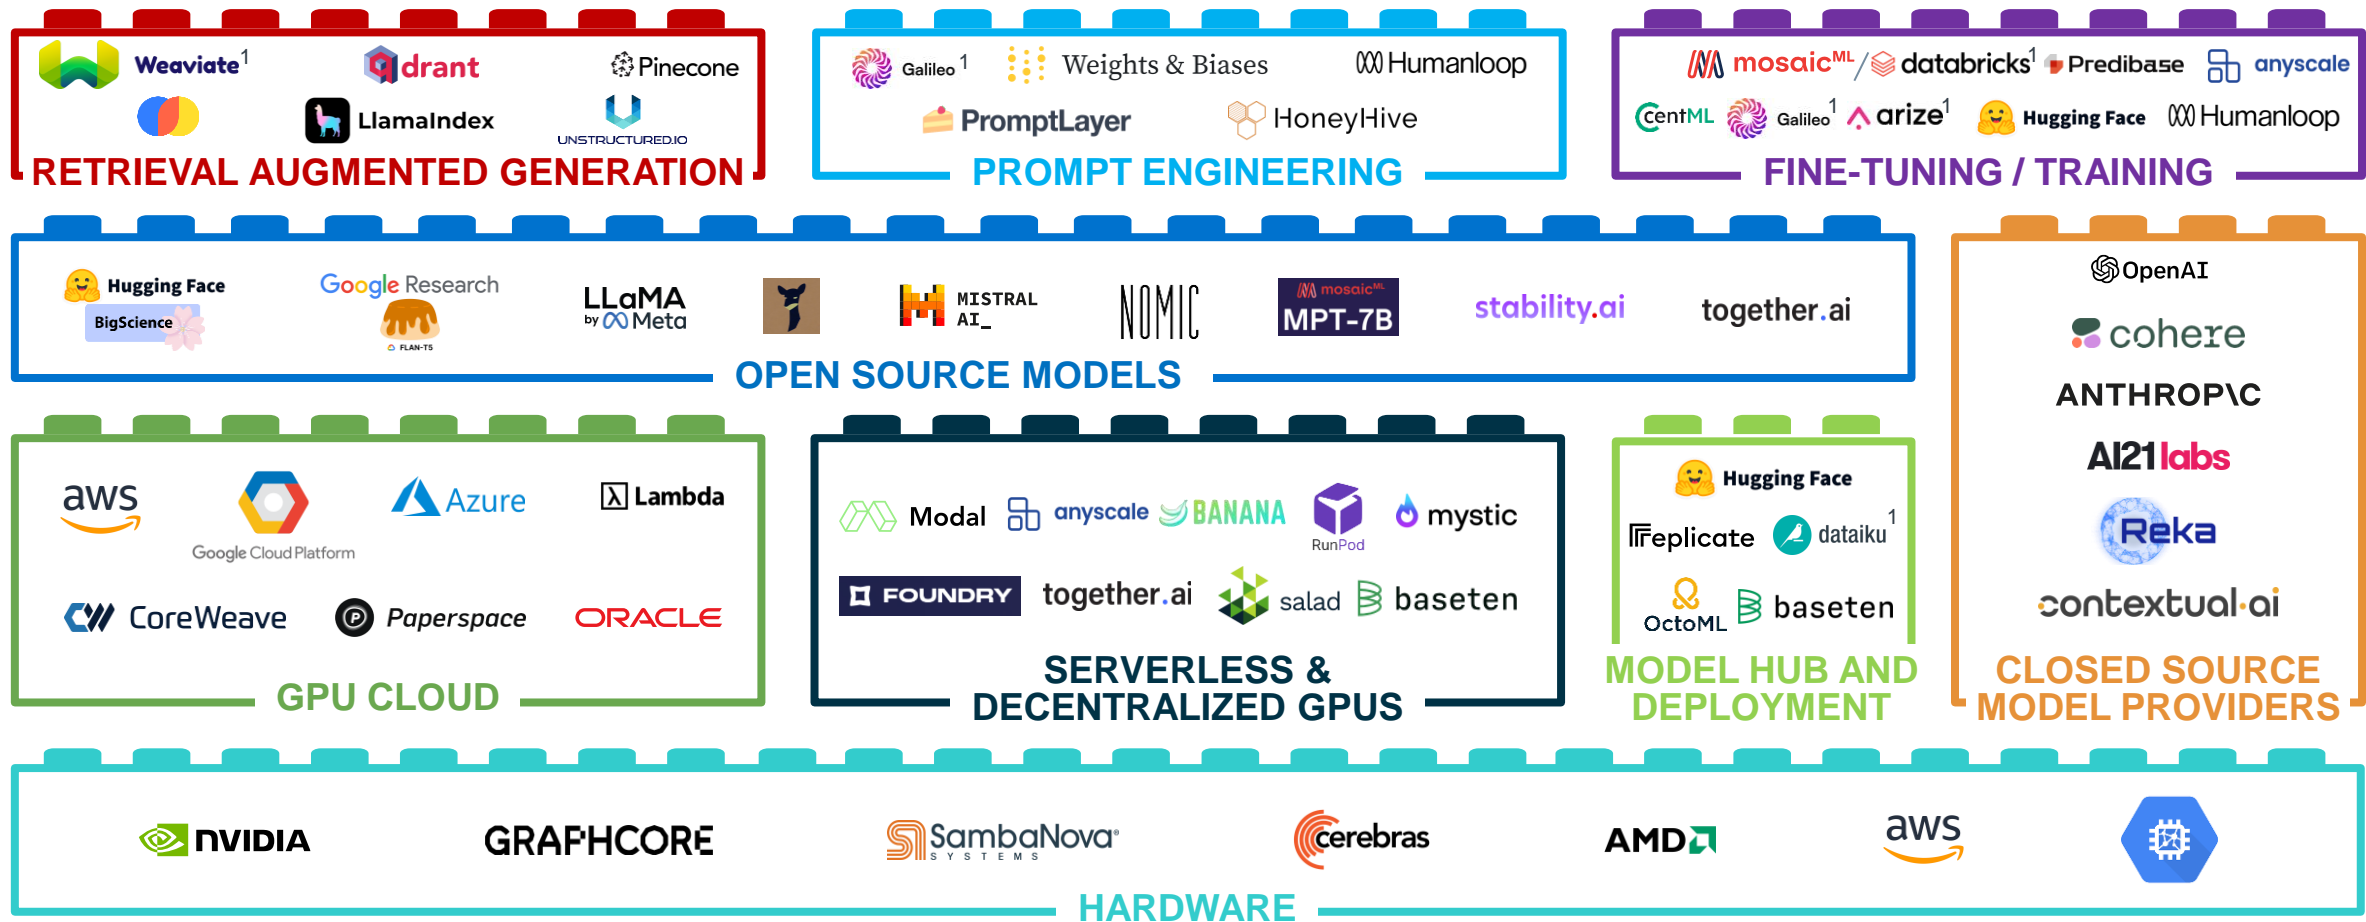 Weaviate1
qdrant
Pinecone
LlamaIndex
UNSTRUCTURED.IO
RETRIEVAL AUGMENTED GENERATION
Galileo 1
Weights & Biases
Humanloop
PromptLayer
HoneyHive
PROMPT ENGINEERING
mosaicML / databricks1
Predibase
anyscale
CentML
Galileo1
arize1
Hugging Face
Humanloop
FINE-TUNING / TRAINING
Hugging Face
BigScience
Google Research
FLAN-T5
LLaMA
by Meta
MISTRAL
AI_
NOMIC
mosaicML
MPT-7B
stability.ai
together.ai
OPEN SOURCE MODELS
OpenAI
cohere
ANTHROP\C
AI21labs
Reka
contextual.ai
CLOSED SOURCE
MODEL PROVIDERS
aws
Google Cloud Platform
Azure
Lambda
CoreWeave
P
Paperspace
ORACLE
GPU CLOUD
Modal
anyscale
BANANA
RunPod
mystic
FOUNDRY
together.ai
salad
baseten
SERVERLESS &
DECENTRALIZED GPUS
Hugging Face
replicate
dataiku1
OctoML
baseten
MODEL HUB AND
DEPLOYMENT
NVIDIA
GRAPHCORE
SambaNova®
SYSTEMS
cerebras
AMD
aws
HARDWARE